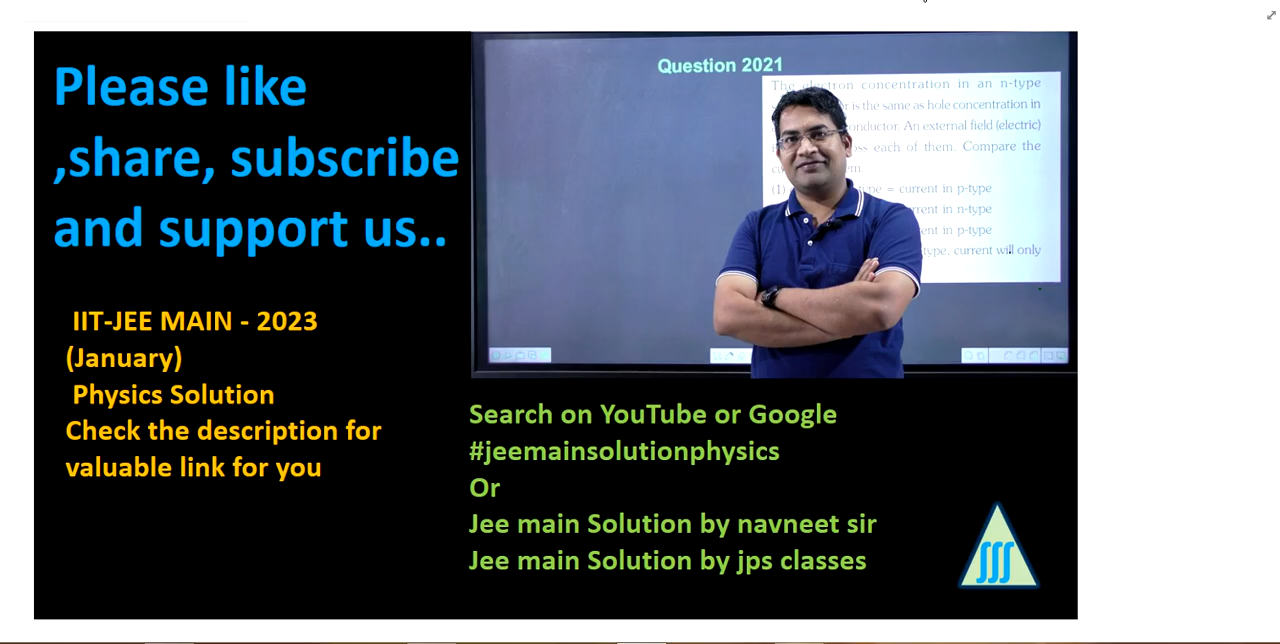 Please like
,share, subscribe
and support us..
IIT-JEE MAIN - 2023
(January)
Physics Solution
Check the description for
valuable link for you
Question 2021
The electron concentration in an n-type
is the same as hole concentration in
An external field (electric)
each of them. Compare the
(1)
type = current in p-type
in n-type
in p-type
type, current will only
Search on YouTube or Google
#jeemainsolutionphysics
Or
Jee main Solution by navneet sir
Jee main Solution by jps classes
∫∫∫